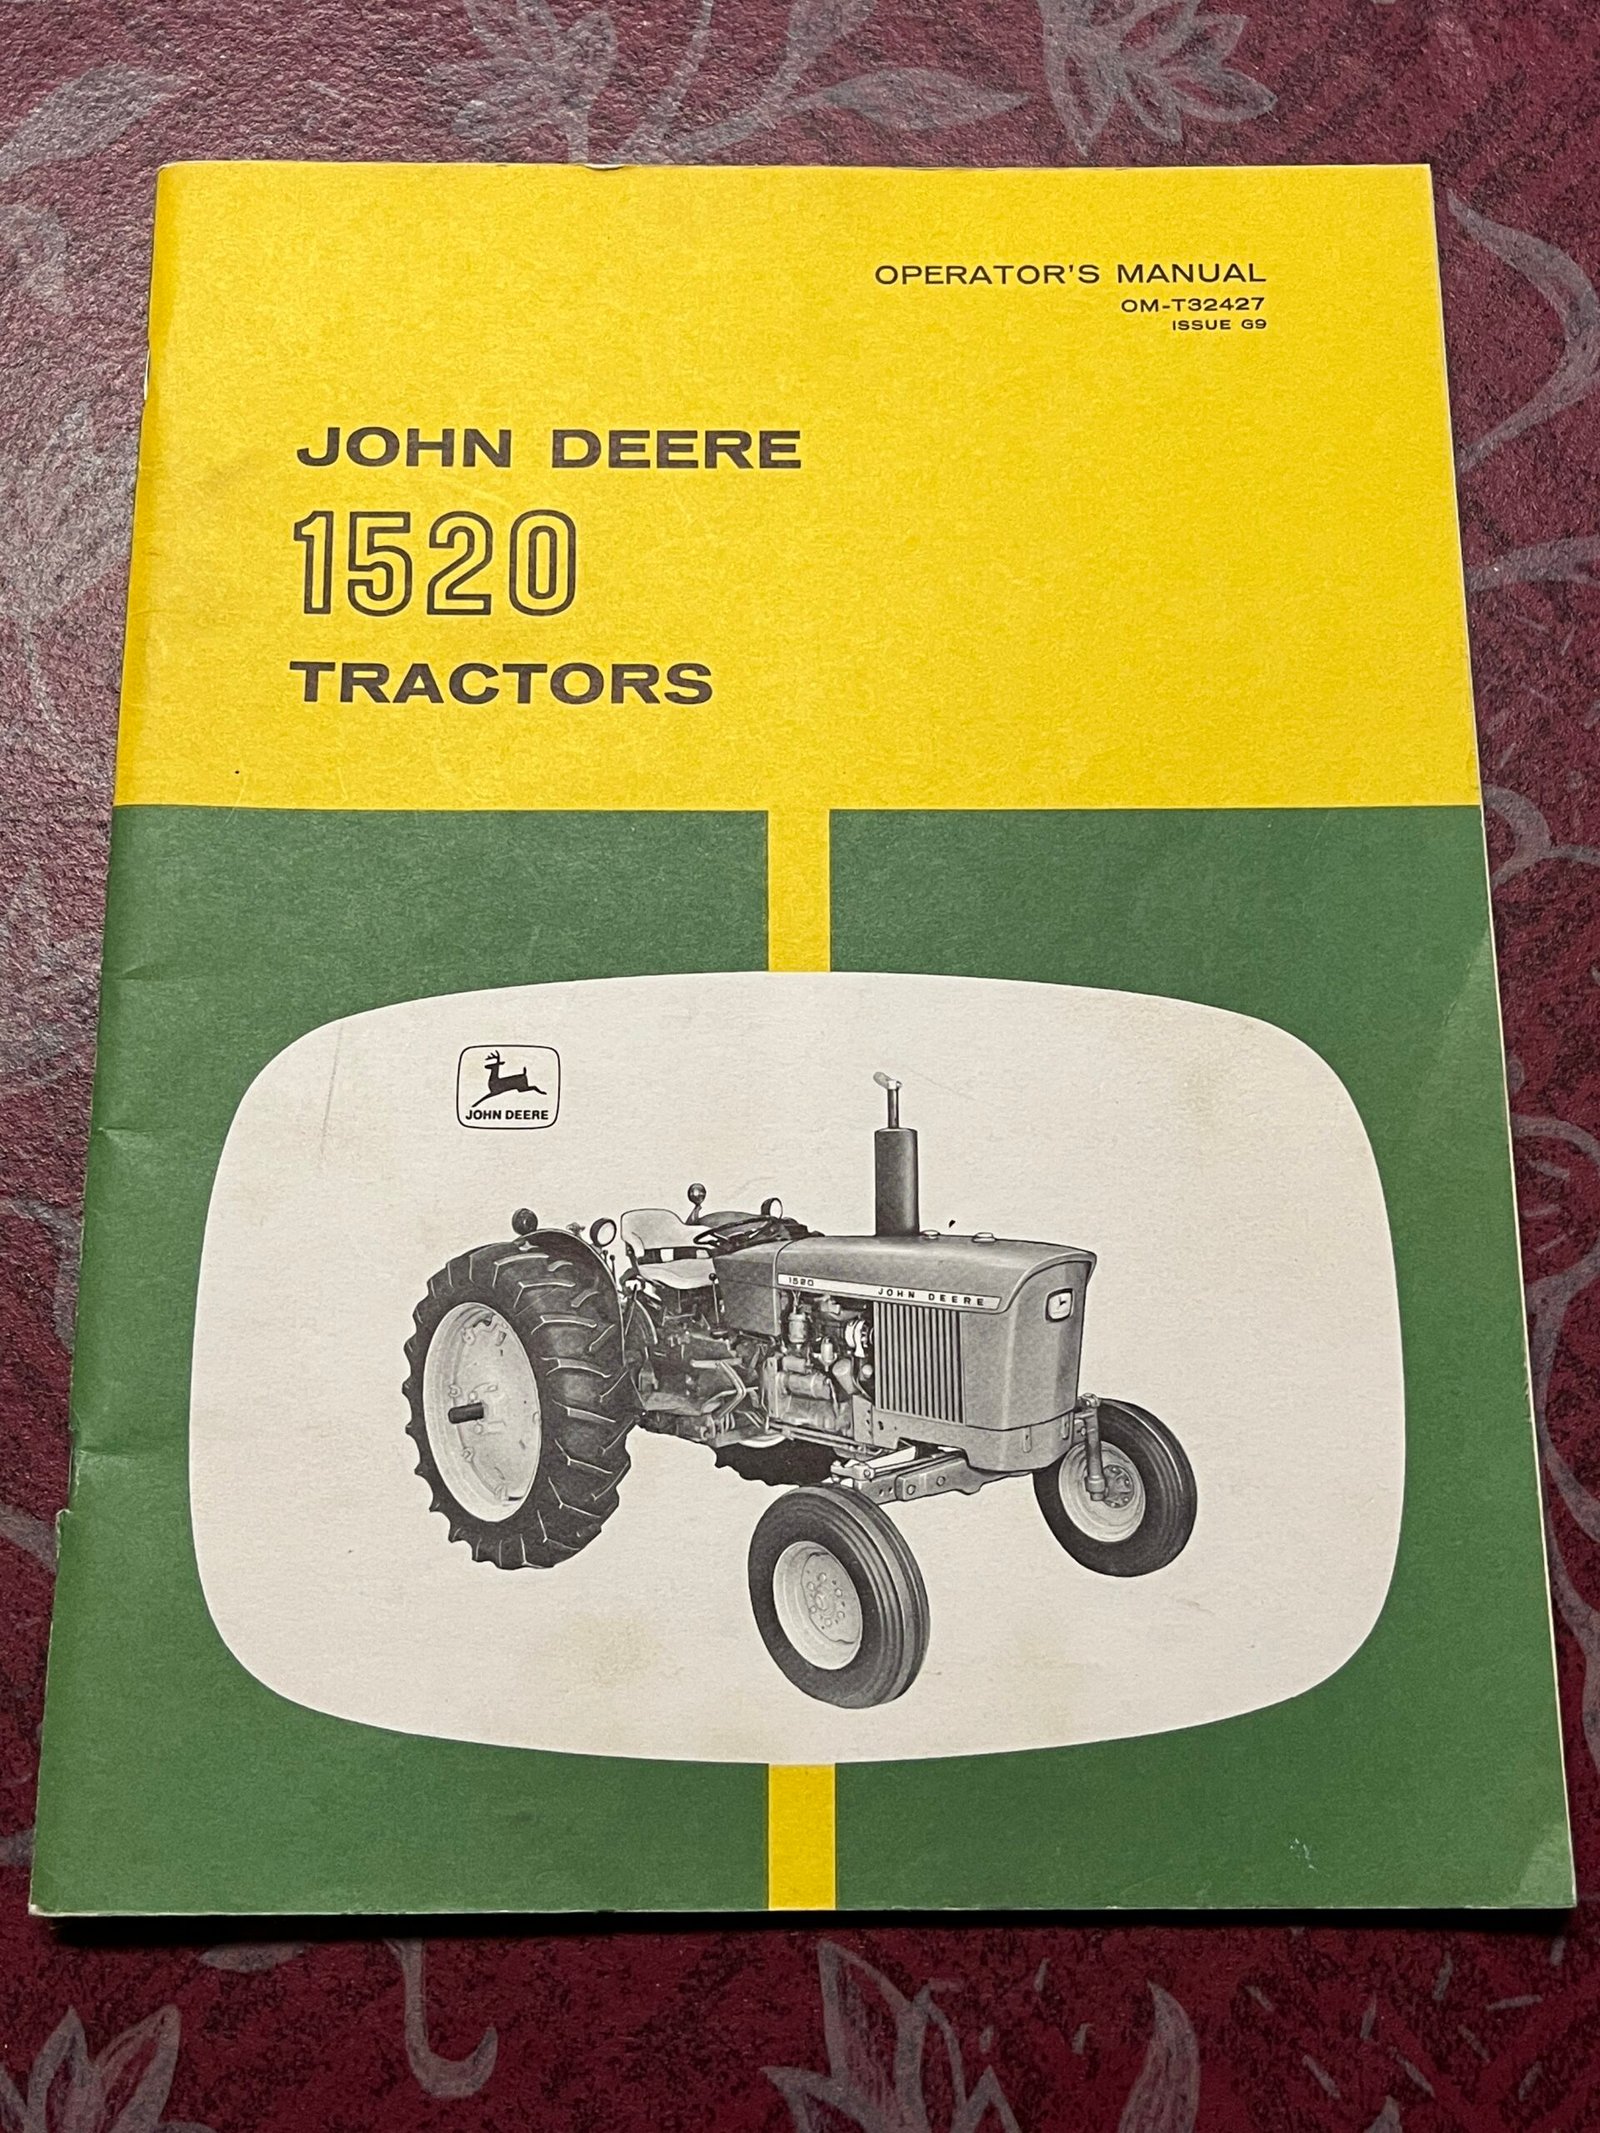 OPERATOR'S MANUAL
OM-T32427
ISSUE G9
JOHN DEERE
1520
TRACTORS
JOHN DEERE
1520 JOHN DEERE